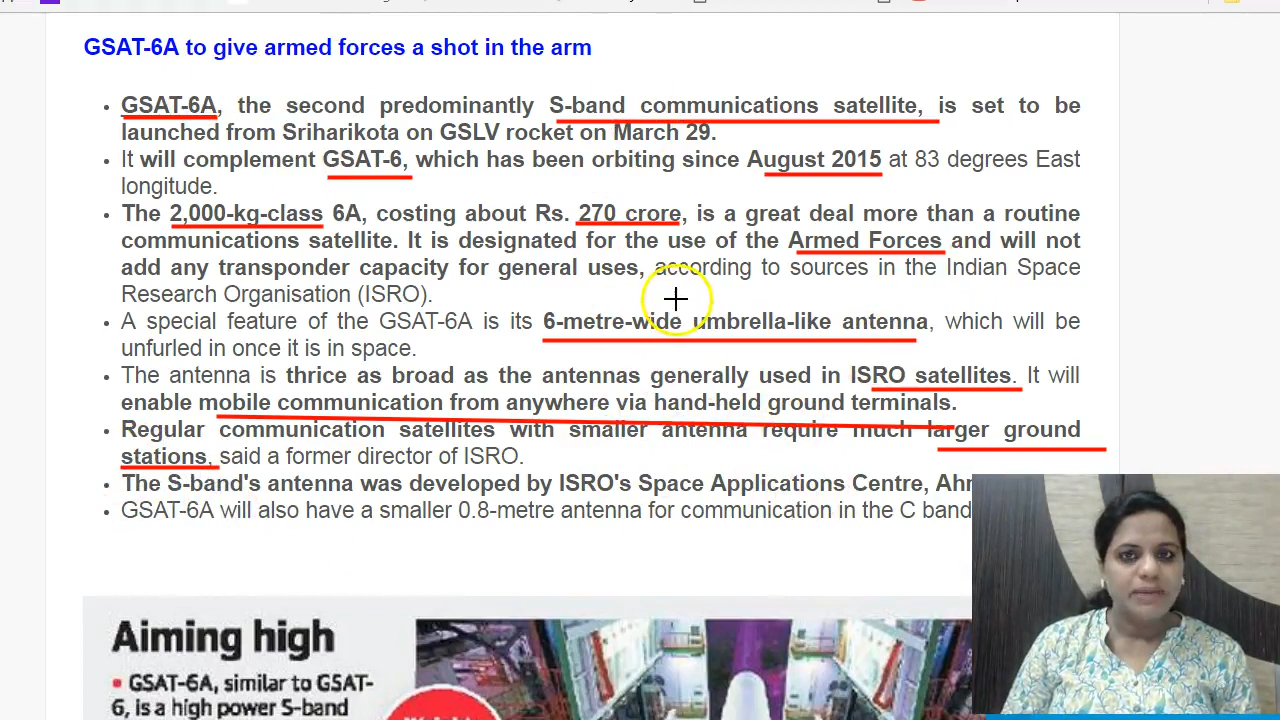 GSAT-6A to give armed forces a shot in the arm
• GSAT-6A, the second predominantly S-band communications satellite, is set to be
launched from Sriharikota on GSLV rocket on March 29.
• It will complement GSAT-6, which has been orbiting since August 2015 at 83 degrees East
longitude.
• The 2,000-kg-class 6A, costing about Rs. 270 crore, is a great deal more than a routine
communications satellite. It is designated for the use of the Armed Forces and will not
add any transponder capacity for general uses, according to sources in the Indian Space
Research Organisation (ISRO).
• A special feature of the GSAT-6A is its 6-metre-wide umbrella-like antenna, which will be
unfurled in once it is in space.
• The antenna is thrice as broad as the antennas generally used in ISRO satellites. It will
enable mobile communication from anywhere via hand-held ground terminals.
• Regular communication satellites with smaller antenna require much larger ground
stations, said a former director of ISRO.
• The S-band's antenna was developed by ISRO's Space Applications Centre,
• GSAT-6A will also have a smaller 0.8-metre antenna for communication in the C band
Aiming high
• GSAT-6A, similar to GSAT-
6, is a high power S-band